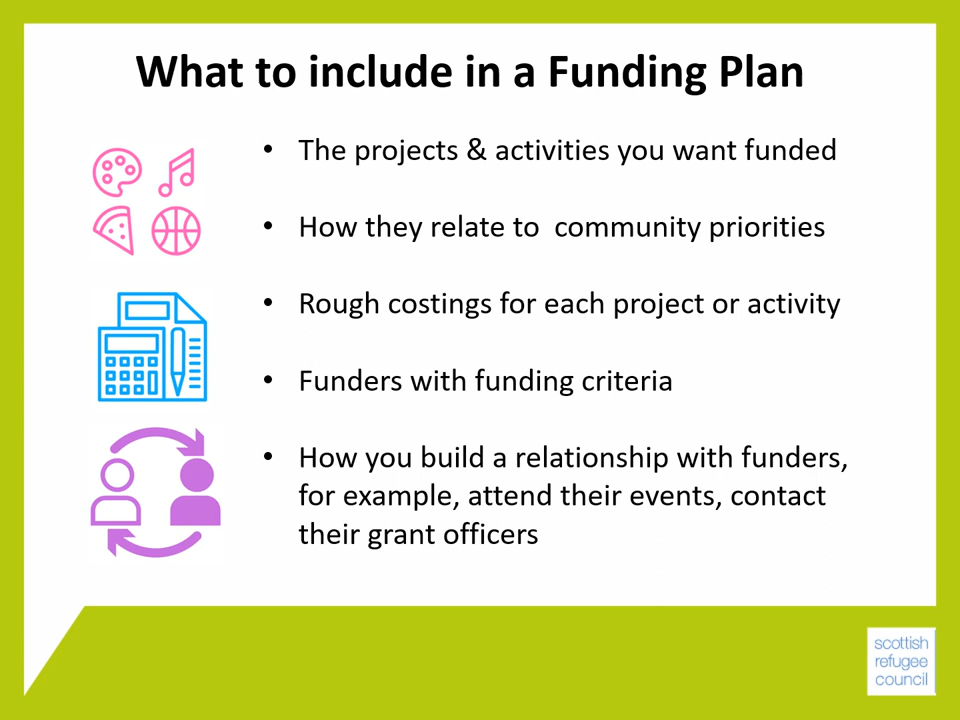 What to include in a Funding Plan
• The projects & activities you want funded
• How they relate to  community priorities
• Rough costings for each project or activity
• Funders with funding criteria
• How you build a relationship with funders,
for example, attend their events, contact
their grant officers
scottish
refugee
council